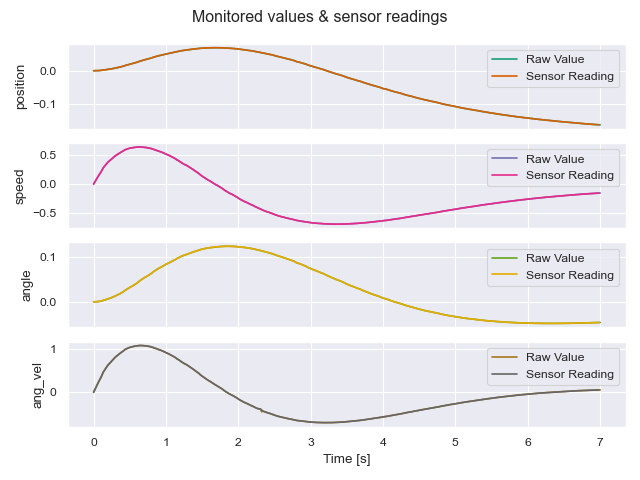 Monitored values & sensor readings
position
0.0
−0.1
Raw Value
Sensor Reading
speed
0.5
0.0
−0.5
Raw Value
Sensor Reading
angle
0.1
0.0
Raw Value
Sensor Reading
ang_vel
1
0
Raw Value
Sensor Reading
0 1 2 3 4 5 6 7
Time [s]